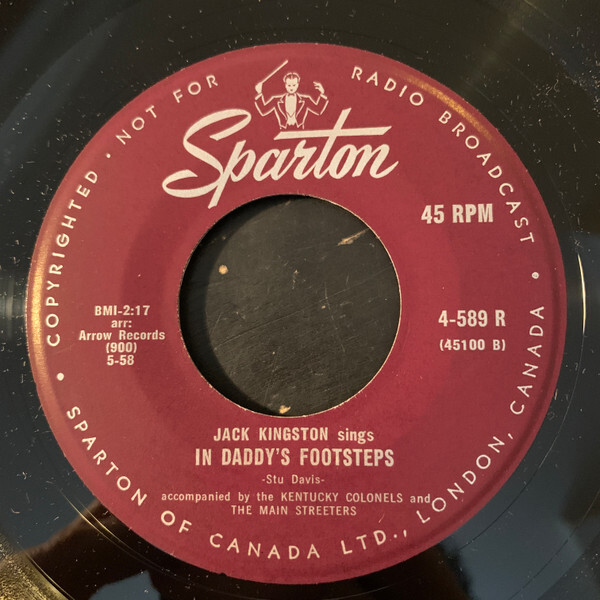 COPYRIGHTED • NOT FOR RADIO BROADCAST •
Sparton
45 RPM
BMI-2:17
arr:
Arrow Records
(900)
5-58
4-589 R
(45100 B)
JACK KINGSTON sings
IN DADDY'S FOOTSTEPS
-Stu Davis-
accompanied by the KENTUCKY COLONELS and
THE MAIN STREETERS
• SPARTON OF CANADA LTD., LONDON, CANADA